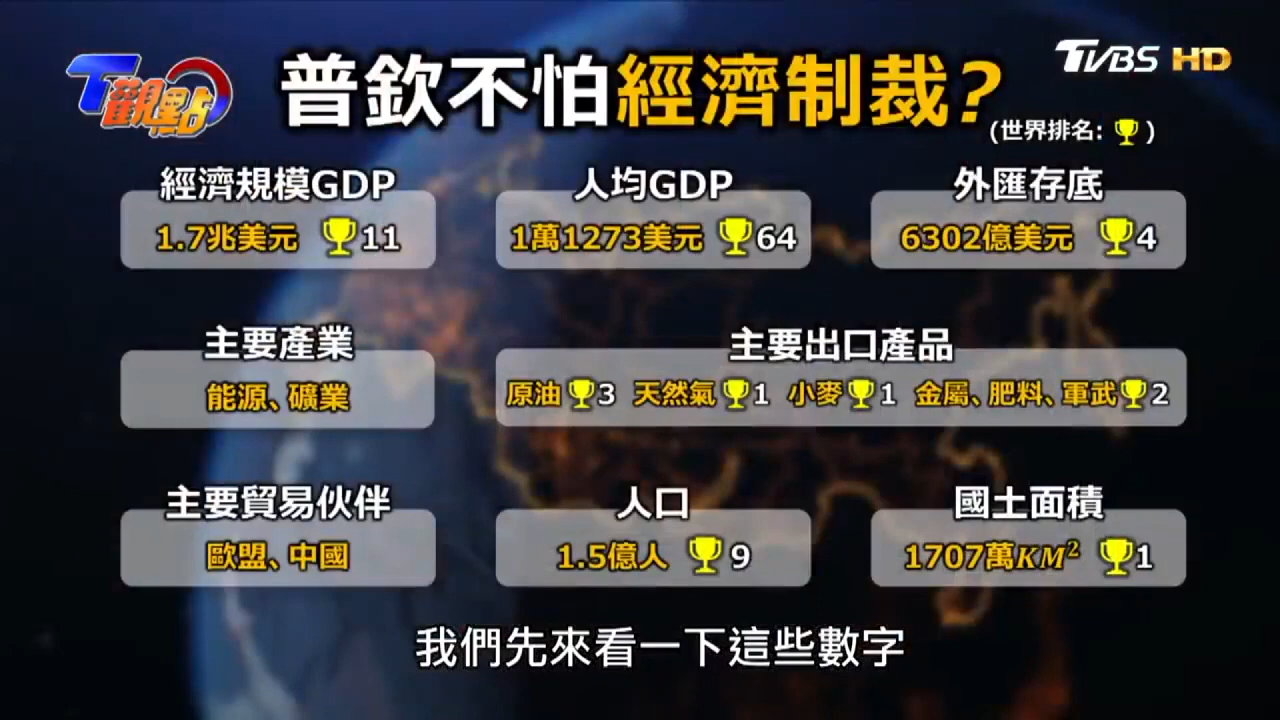 T觀點
普欽不怕經濟制裁?
TVBS HD
(世界排名: )
經濟規模GDP
1.7兆美元 11
人均GDP
1萬1273美元 64
外匯存底
6302億美元 4
主要產業
能源、礦業
主要出口產品
原油 3 天然氣 1 小麥 1 金屬、肥料、軍武 2
主要貿易伙伴
歐盟、中國
人口
1.5億人 9
國土面積
1707萬KM² 1
我們先來看一下這些數字